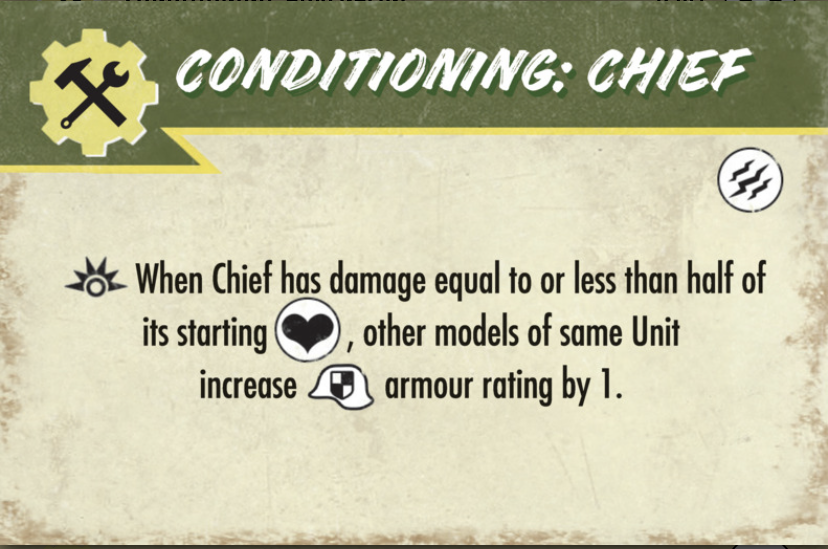 CONDITIONING: CHIEF
When Chief has damage equal to or less than half of
its starting , other models of same Unit
increase armour rating by 1.